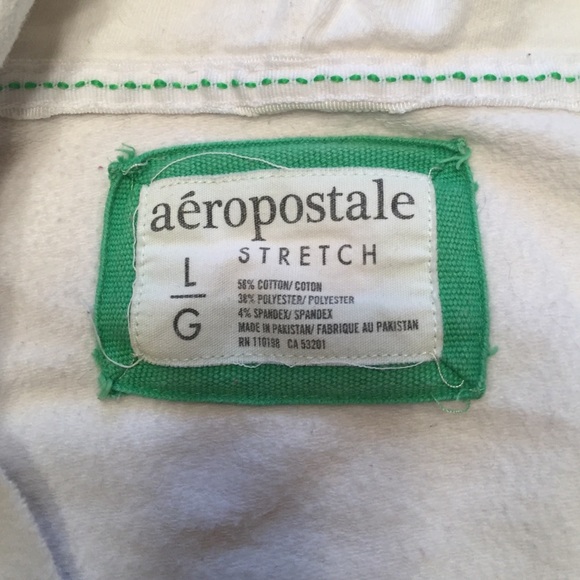 aéropostale
STRETCH
L
G
58% COTTON/ COTON
38% POLYESTER/ POLYESTER
4% SPANDEX/ SPANDEX
MADE IN PAKISTAN/ FABRIQUE AU PAKISTAN
RN 110198 CA 53201